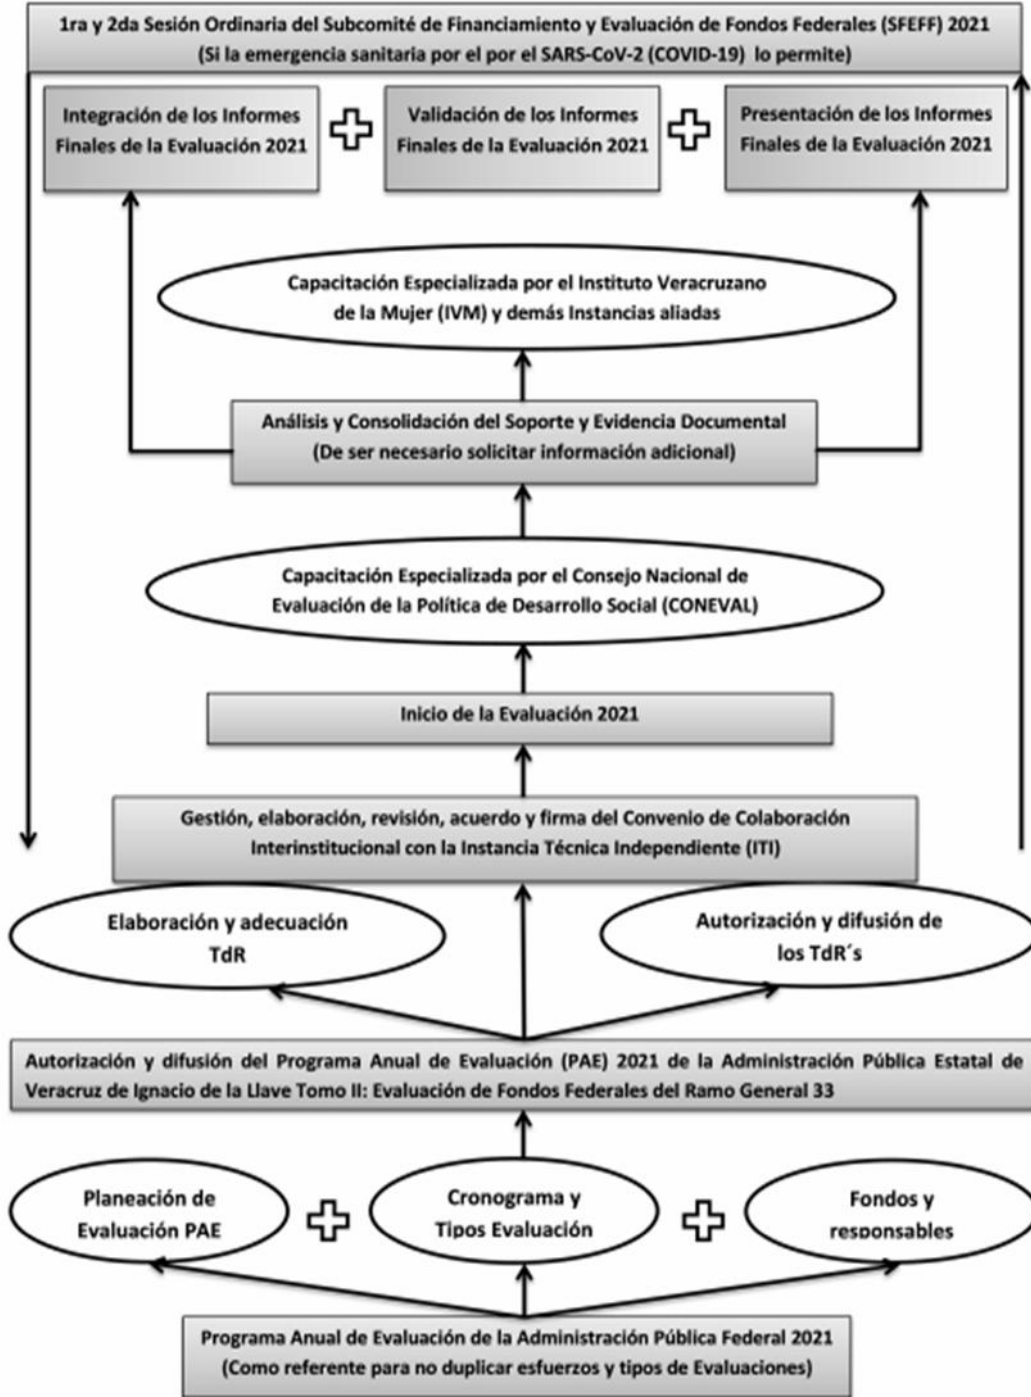 1ra y 2da Sesión Ordinaria del Subcomité de Financiamiento y Evaluación de Fondos Federales (SFEFF) 2021
(Si la emergencia sanitaria por el por el SARS-CoV-2 (COVID-19) lo permite)
Integración de los Informes
Finales de la Evaluación 2021
Validación de los Informes
Finales de la Evaluación 2021
Presentación de los Informes
Finales de la Evaluación 2021
Capacitación Especializada por el Instituto Veracruzano
de la Mujer (IVM) y demás Instancias aliadas
Análisis y Consolidación del Soporte y Evidencia Documental
(De ser necesario solicitar información adicional)
Capacitación Especializada por el Consejo Nacional de
Evaluación de la Política de Desarrollo Social (CONEVAL)
Inicio de la Evaluación 2021
Gestión, elaboración, revisión, acuerdo y firma del Convenio de Colaboración
Interinstitucional con la Instancia Técnica Independiente (ITI)
Elaboración y adecuación
TdR
Autorización y difusión de
los TdR´s
Autorización y difusión del Programa Anual de Evaluación (PAE) 2021 de la Administración Pública Estatal de
Veracruz de Ignacio de la Llave Tomo II: Evaluación de Fondos Federales del Ramo General 33
Planeación de
Evaluación PAE
Cronograma y
Tipos Evaluación
Fondos y
responsables
Programa Anual de Evaluación de la Administración Pública Federal 2021
(Como referente para no duplicar esfuerzos y tipos de Evaluaciones)